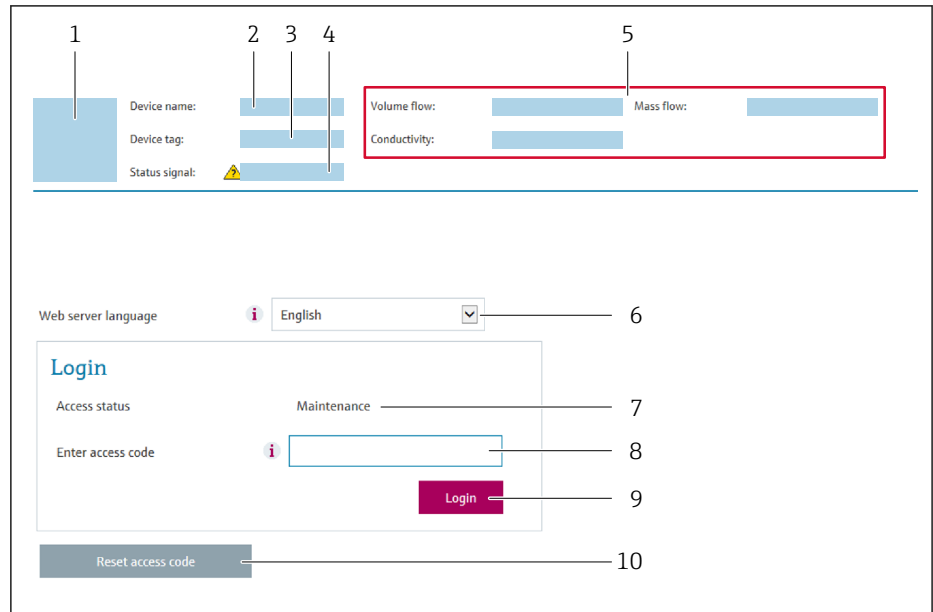 1 2 3 4 5
Device name: Volume flow: Mass flow:
Device tag: Conductivity:
Status signal: ?
Web server language i English 6
Login
Access status Maintenance 7
Enter access code i 8
Login 9
Reset access code 10